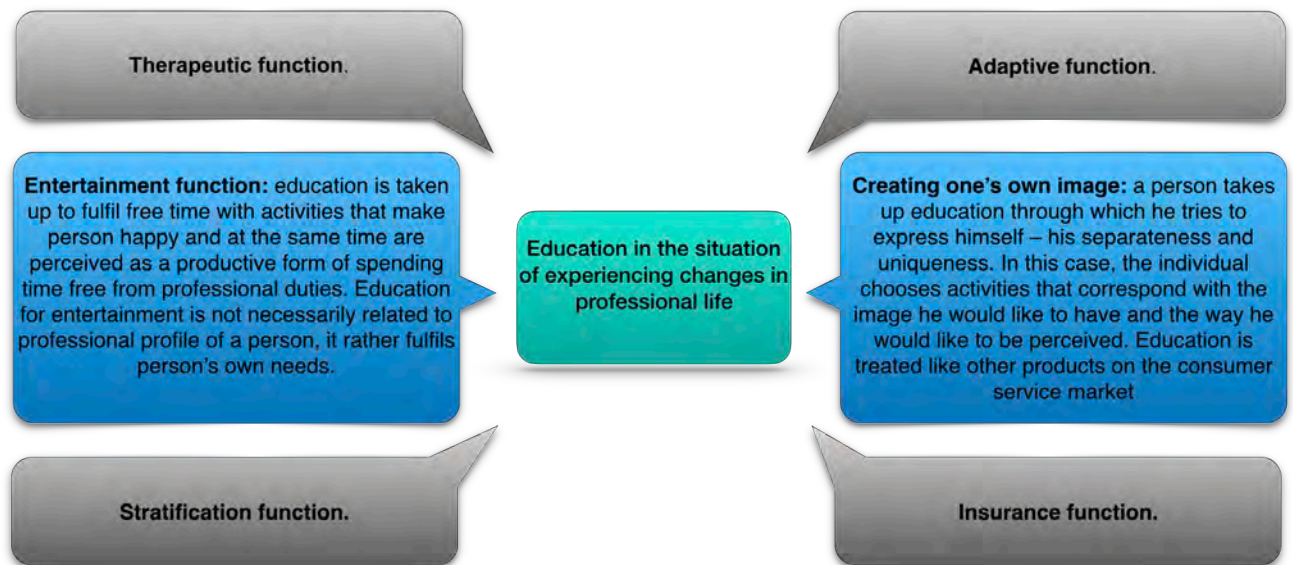 Therapeutic function.
Adaptive function.
Entertainment function: education is taken
up to fulfil free time with activities that make
person happy and at the same time are
perceived as a productive form of spending
time free from professional duties. Education
for entertainment is not necessarily related to
professional profile of a person, it rather fulfils
person's own needs.
Education in the situation
of experiencing changes in
professional life
Creating one's own image: a person takes
up education through which he tries to
express himself – his separateness and
uniqueness. In this case, the individual
chooses activities that correspond with the
image he would like to have and the way he
would like to be perceived. Education is
treated like other products on the consumer
service market
Stratification function.
Insurance function.